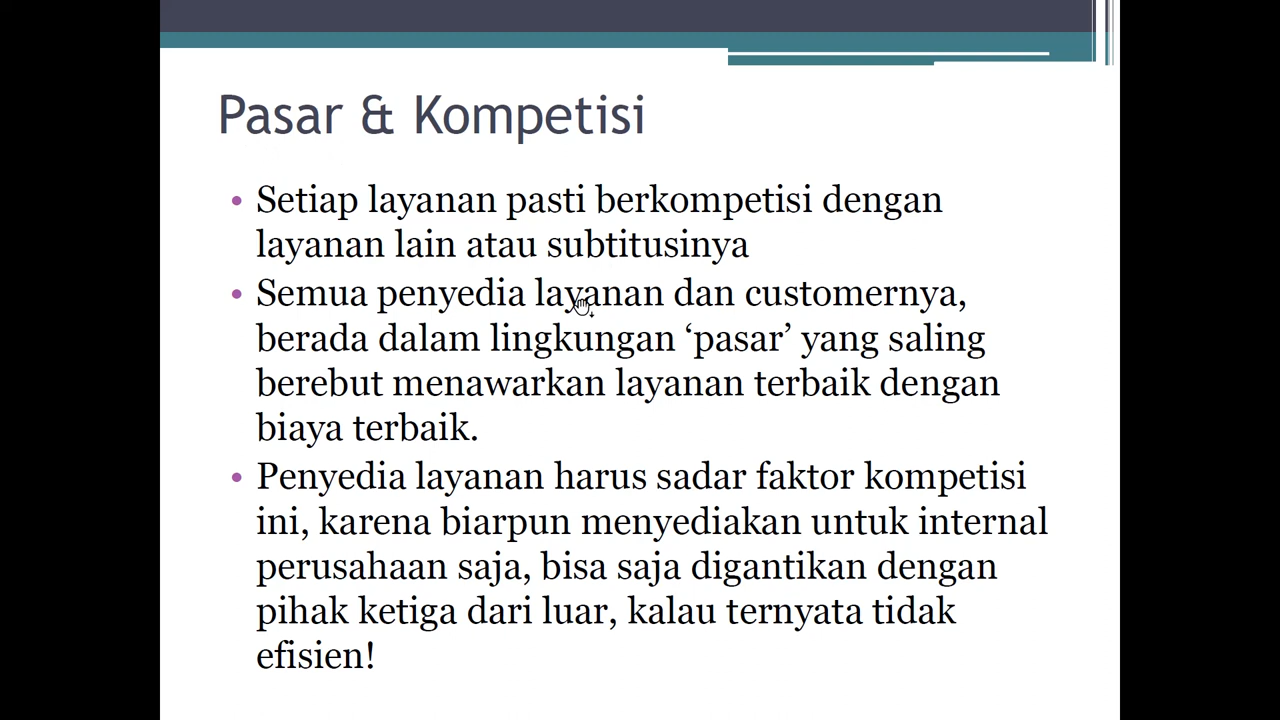 Pasar & Kompetisi
• Setiap layanan pasti berkompetisi dengan
layanan lain atau subtitusinya
• Semua penyedia layanan dan customernya,
berada dalam lingkungan ‘pasar’ yang saling
berebut menawarkan layanan terbaik dengan
biaya terbaik.
• Penyedia layanan harus sadar faktor kompetisi
ini, karena biarpun menyediakan untuk internal
perusahaan saja, bisa saja digantikan dengan
pihak ketiga dari luar, kalau ternyata tidak
efisien!